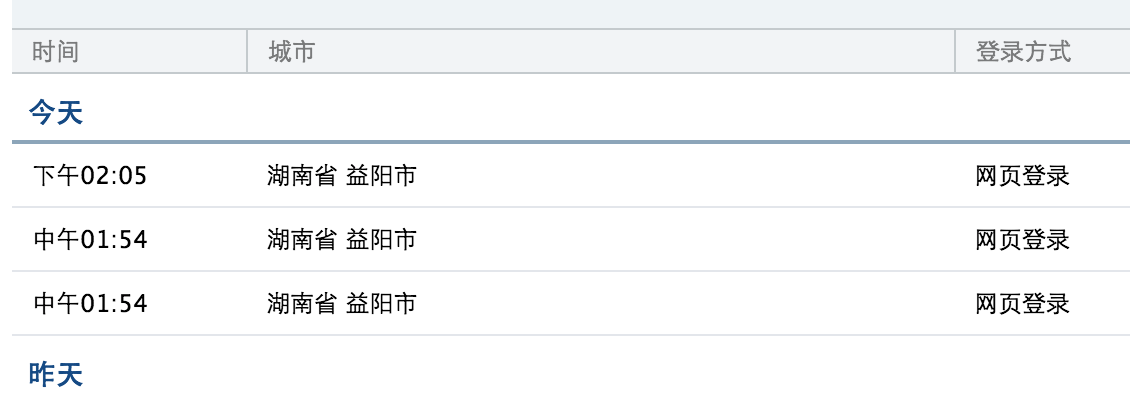 时间 城市 登录方式
今天
下午02:05 湖南省 益阳市 网页登录
中午01:54 湖南省 益阳市 网页登录
中午01:54 湖南省 益阳市 网页登录
昨天